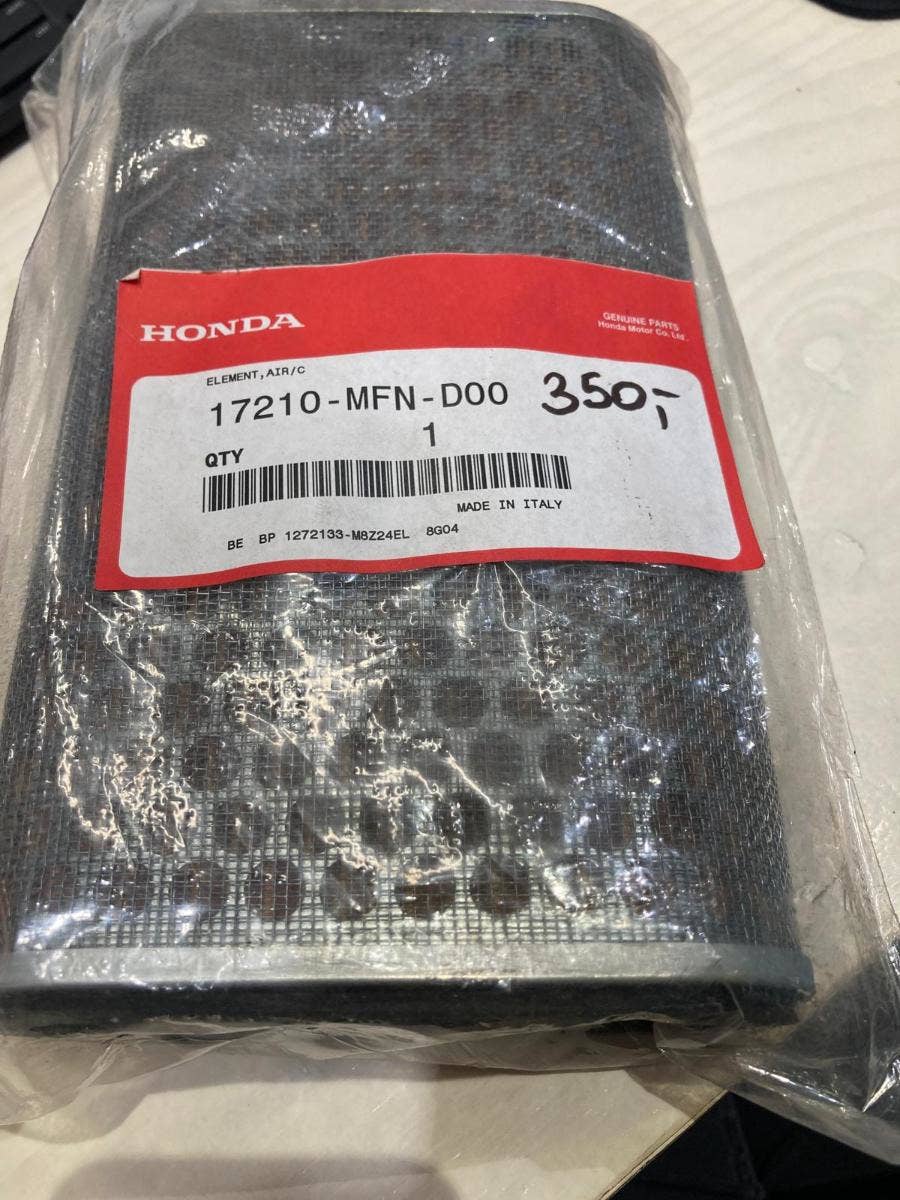 HONDA
GENUINE PARTS
Honda Motor Co., Ltd.
ELEMENT,AIR/C
17210-MFN-D00 350,-
QTY 1
MADE IN ITALY
BE BP 1272133-M8Z24EL 8G04